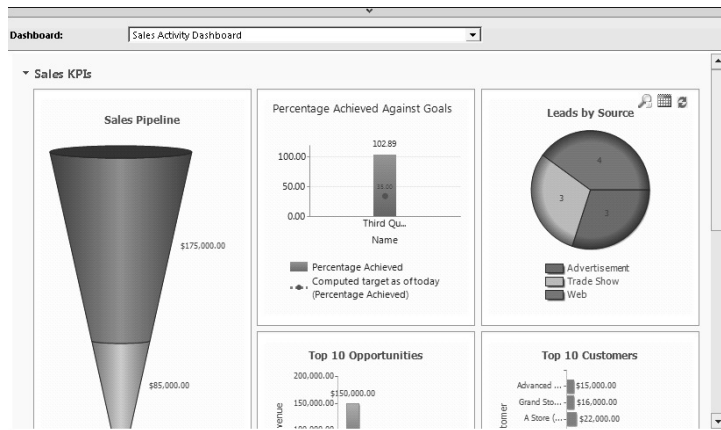 Dashboard:
Sales Activity Dashboard
Sales KPIs
Sales Pipeline
$175,000.00
$85,000.00
Percentage Achieved Against Goals
102.89
100.00
50.00
0.00
Third Qu...
Name
Percentage Achieved
Computed target as of today
(Percentage Achieved)
Leads by Source
4
3
3
Advertisement
Trade Show
Web
Top 10 Opportunities
200,000.00
$150,000.00
150,000.00
100,000.00
Top 10 Customers
Advanced ...
$15,000.00
Grand Sto...
$16,000.00
A Store (...
$22,000.00